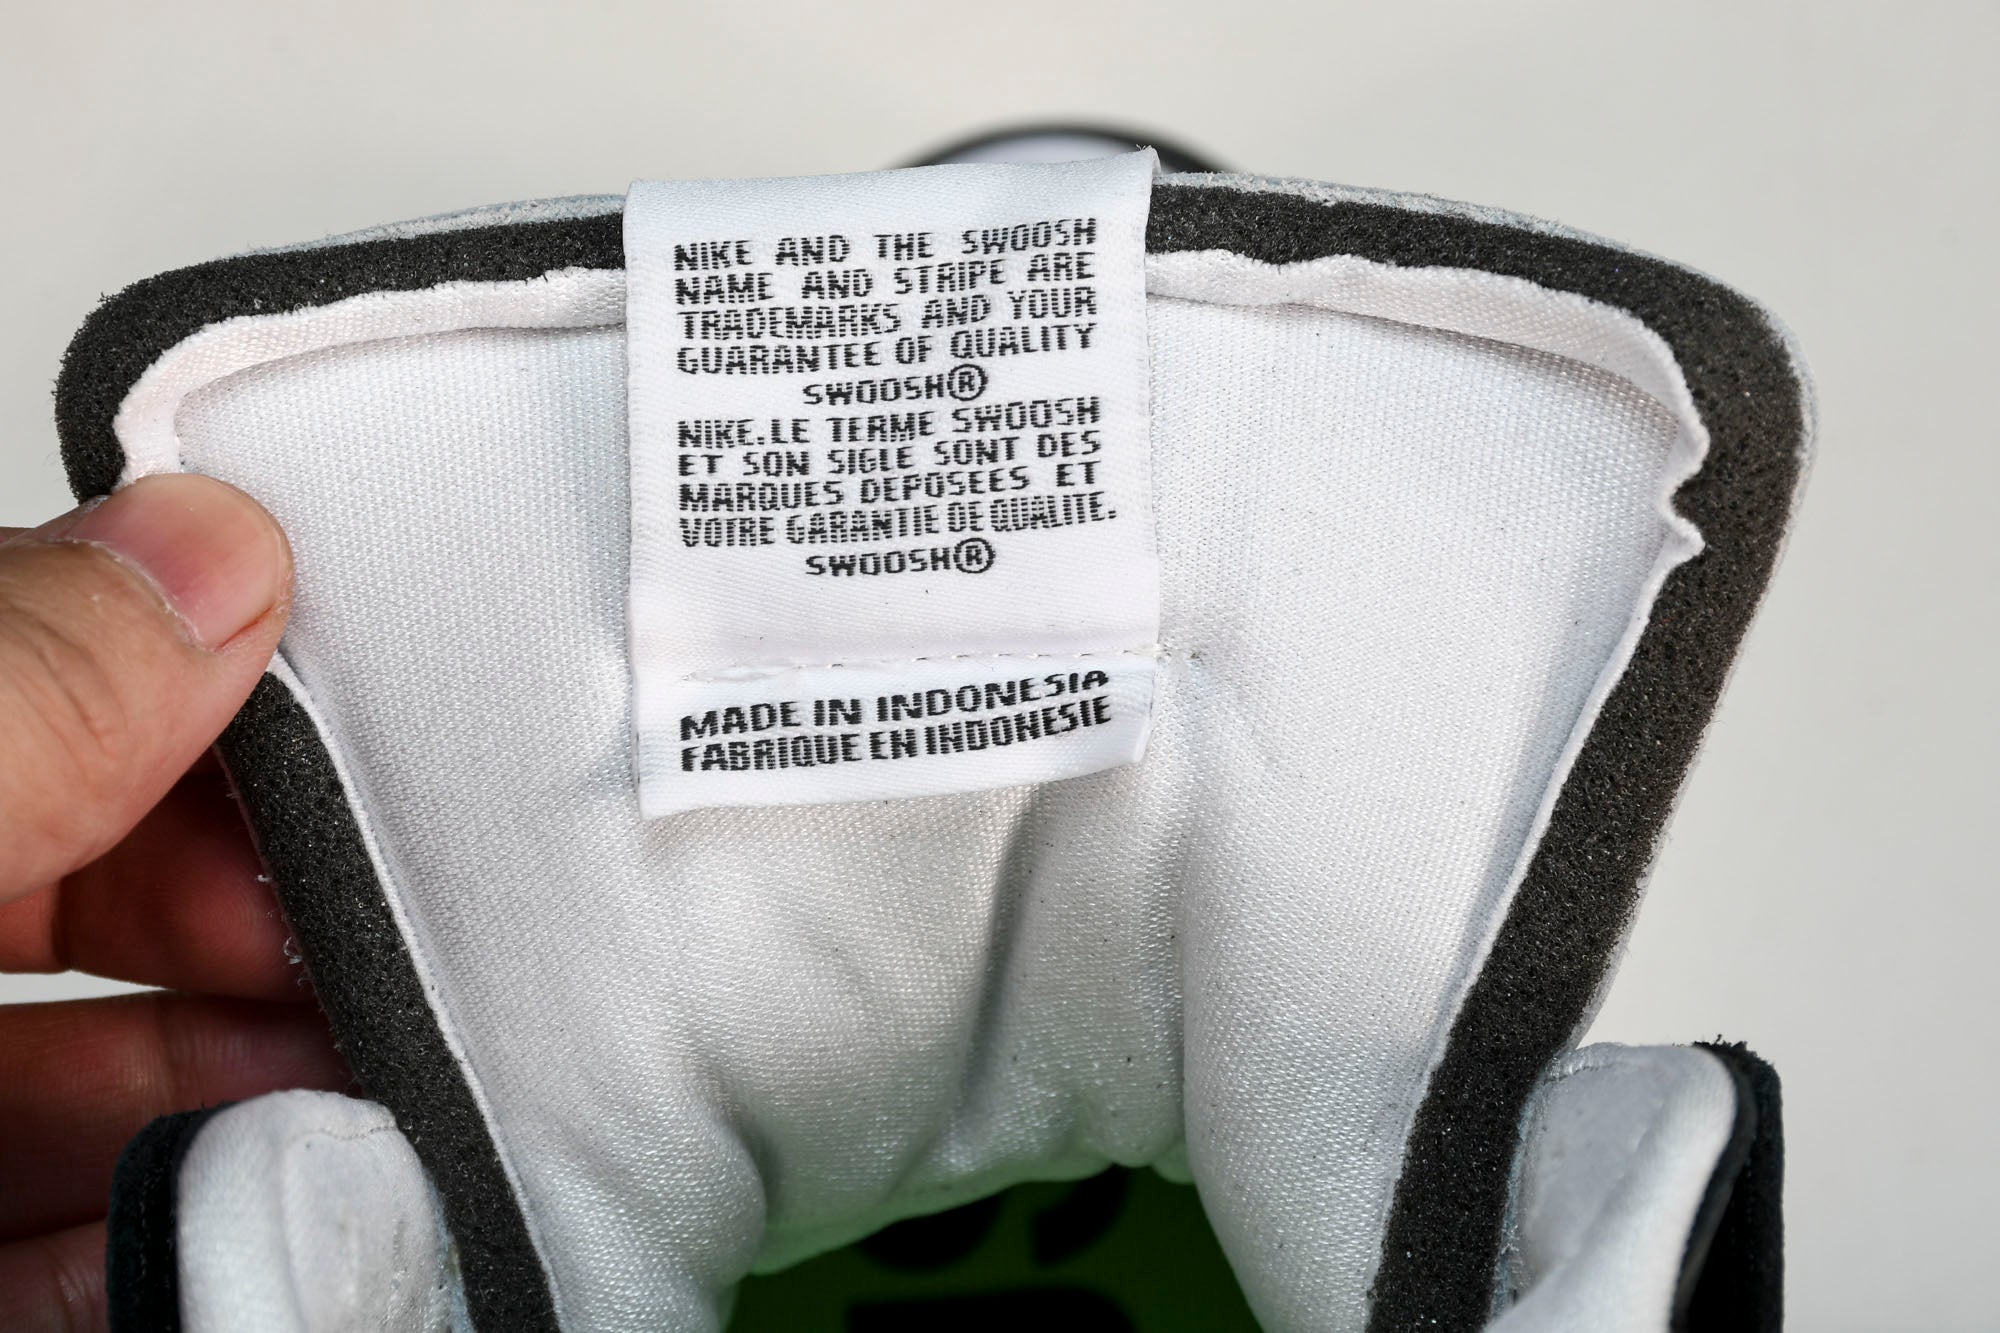 NIKE AND THE SWOOSH
NAME AND STRIPE ARE
TRADEMARKS AND YOUR
GUARANTEE OF QUALITY
SWOOSH®
NIKE.LE TERME SWOOSH
ET SON SIGLE SONT DES
MARQUES DEPOSEES ET
VOTRE GARANTIE DE QUALITE.
SWOOSH®
MADE IN INDONESIA
FABRIQUE EN INDONESIE